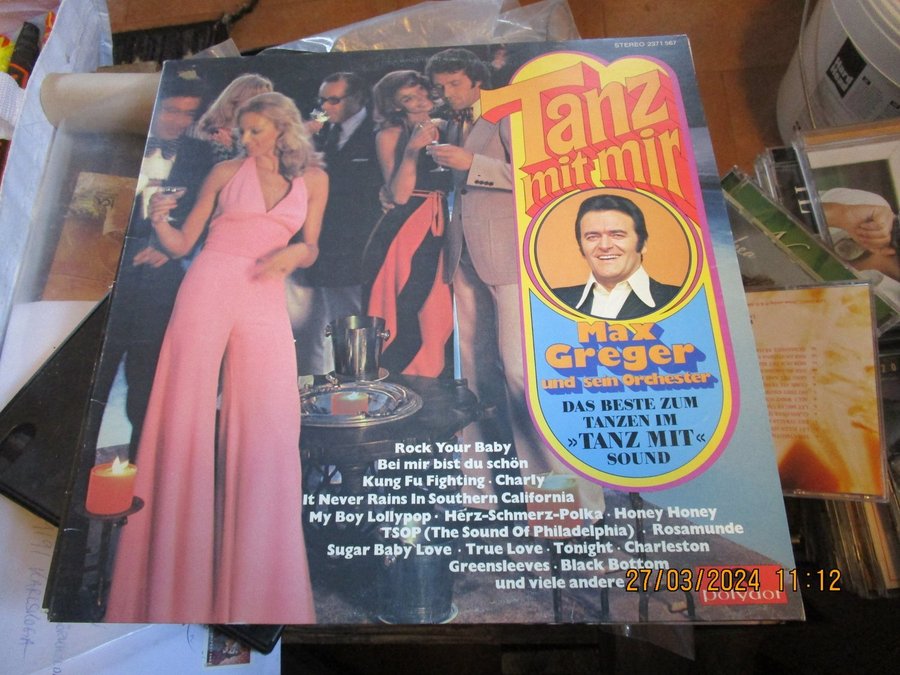 STEREO 2371 567
Tanz
mit mir
Max
Greger
und sein Orchester
DAS BESTE ZUM
TANZEN IM
»TANZ MIT«
SOUND
Rock Your Baby
Bei mir bist du schön
Kung Fu Fighting · Charly
It Never Rains In Southern California
My Boy Lollypop · Herz-Schmerz-Polka · Honey Honey
TSOP (The Sound Of Philadelphia) · Rosamunde
Sugar Baby Love · True Love · Tonight · Charleston
Greensleeves · Black Bottom
und viele andere
27/03/2024 11:12
polydor